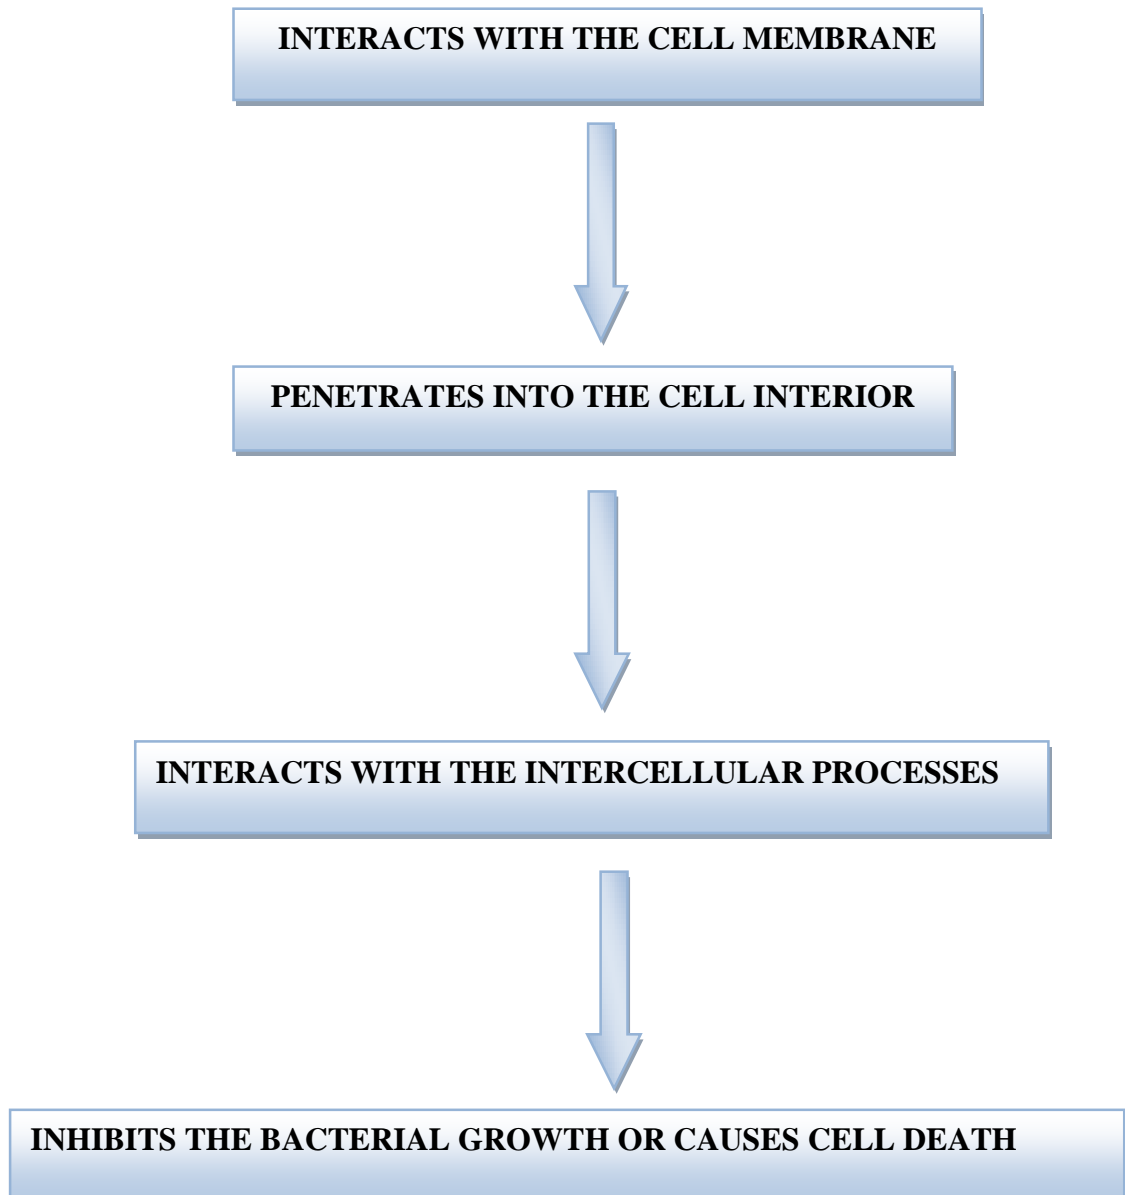 INTERACTS WITH THE CELL MEMBRANE
PENETRATES INTO THE CELL INTERIOR
INTERACTS WITH THE INTERCELLULAR PROCESSES
INHIBITS THE BACTERIAL GROWTH OR CAUSES CELL DEATH